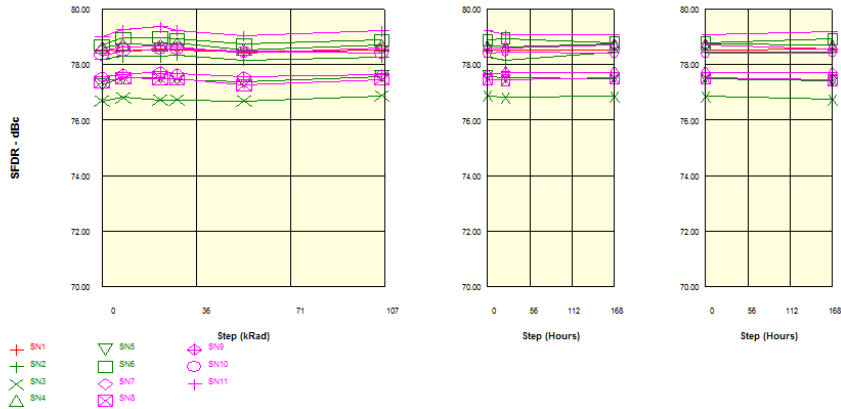 80.00 80.00 80.00
78.00 78.00 78.00
76.00 76.00 76.00
74.00 74.00 74.00
72.00 72.00 72.00
70.00 70.00 70.00
SFDR - dBc
0 36 71 107 0 56 112 168 0 56 112 168
Step (kRad) Step (Hours) Step (Hours)
SN1 SN5 SN9
SN2 SN6 SN10
SN3 SN7 SN11
SN4 SN8